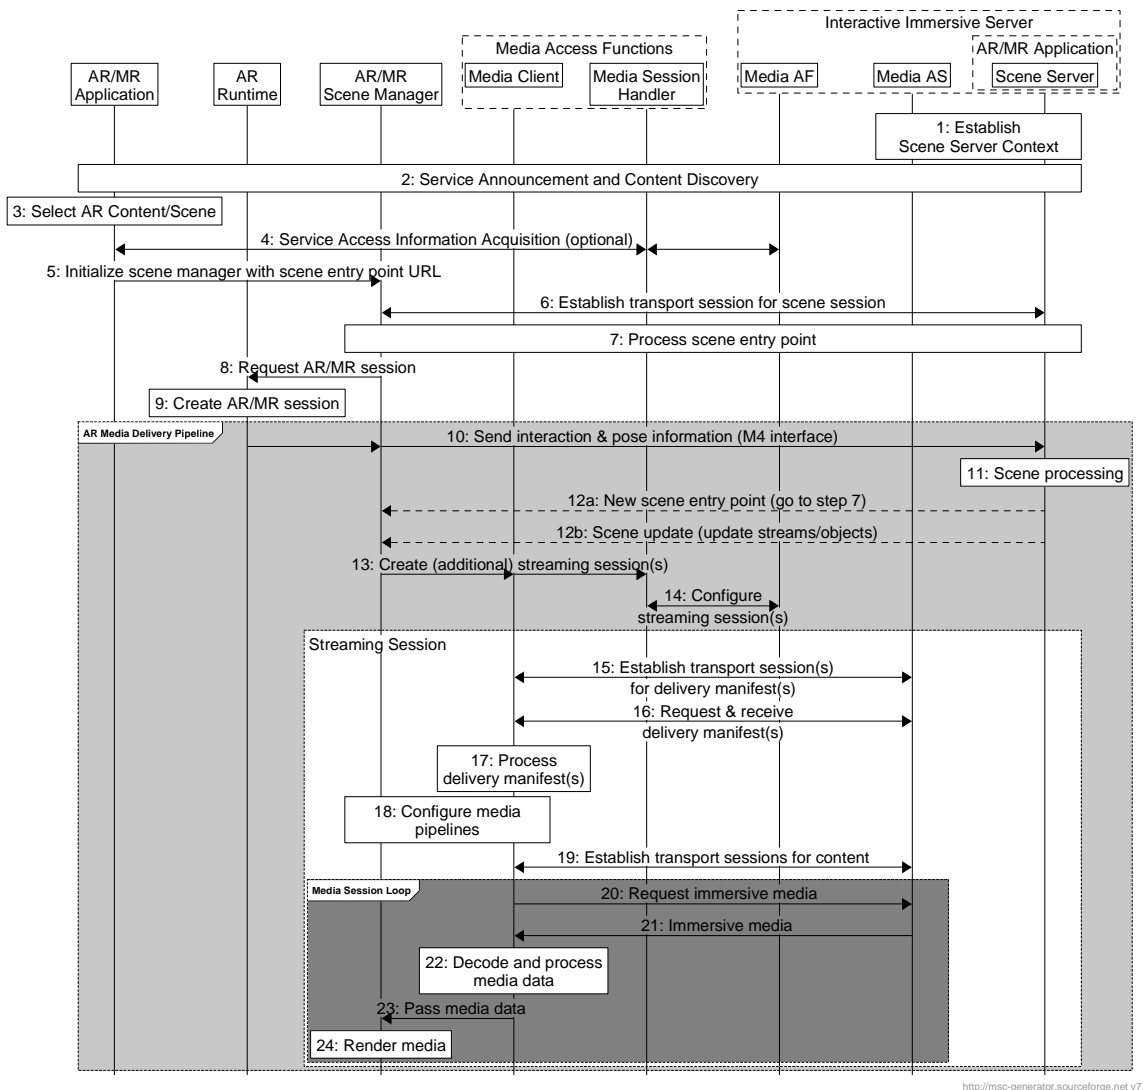 Interactive Immersive Server
Media Access Functions
AR/MR Application
AR/MR
Application
AR
Runtime
AR/MR
Scene Manager
Media Client
Media Session
Handler
Media AF
Media AS
Scene Server
1: Establish
Scene Server Context
2: Service Announcement and Content Discovery
3: Select AR Content/Scene
4: Service Access Information Acquisition (optional)
5: Initialize scene manager with scene entry point URL
6: Establish transport session for scene session
7: Process scene entry point
8: Request AR/MR session
9: Create AR/MR session
AR Media Delivery Pipeline
10: Send interaction & pose information (M4 interface)
11: Scene processing
12a: New scene entry point (go to step 7)
12b: Scene update (update streams/objects)
13: Create (additional) streaming session(s)
14: Configure
streaming session(s)
Streaming Session
15: Establish transport session(s)
for delivery manifest(s)
16: Request & receive
delivery manifest(s)
17: Process
delivery manifest(s)
18: Configure media
pipelines
19: Establish transport sessions for content
Media Session Loop
20: Request immersive media
21: Immersive media
22: Decode and process
media data
23: Pass media data
24: Render media
http://msc-generator.sourceforge.net v7